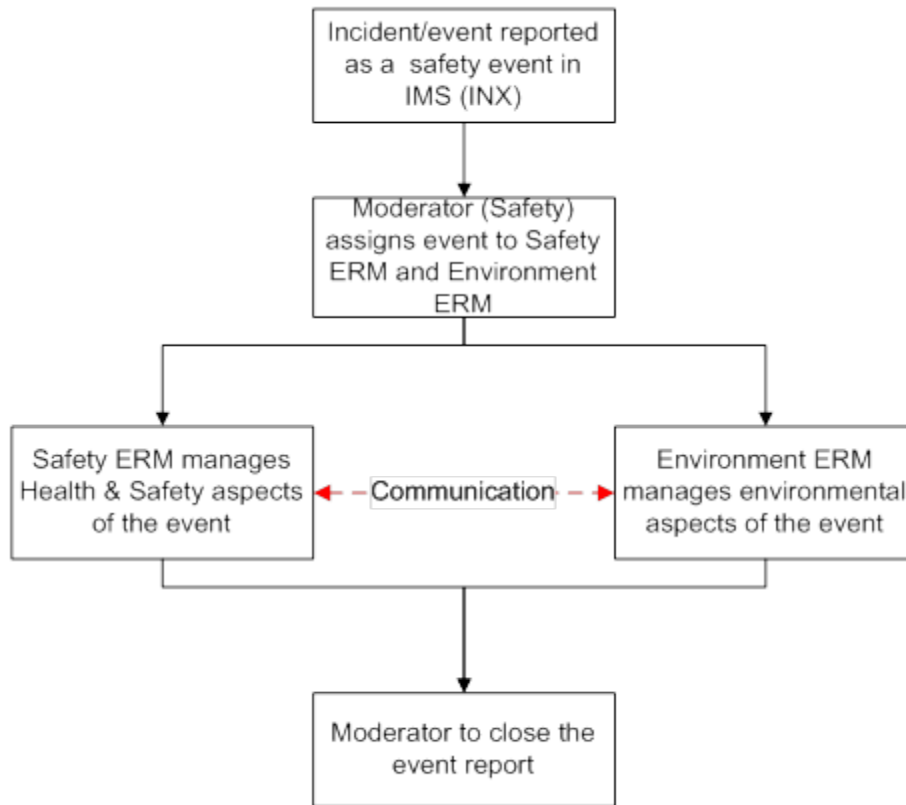 Incident/event reported
as a safety event in
IMS (INX)
Moderator (Safety)
assigns event to Safety
ERM and Environment
ERM
Safety ERM manages
Health & Safety aspects
of the event
Communication
Environment ERM
manages environmental
aspects of the event
Moderator to close the
event report